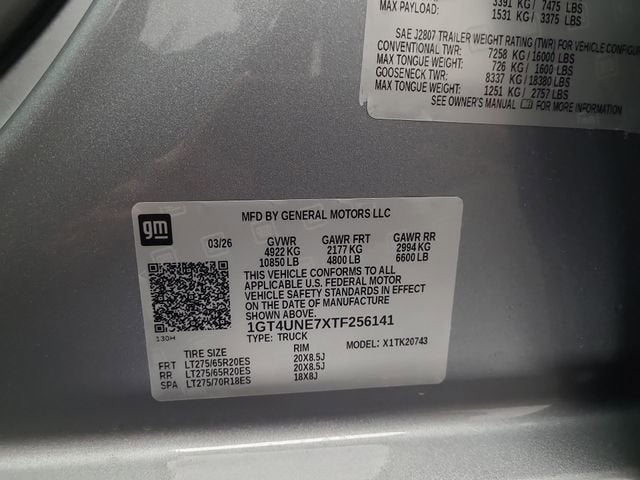 3391 KG / 7475 LBS
MAX PAYLOAD:
1531 KG / 3375 LBS
SAE J2807 TRAILER WEIGHT RATING (TWR) FOR VEHICLE CONFIGUR
CONVENTIONAL TWR: 7258 KG / 16000 LBS
MAX TONGUE WEIGHT: 726 KG / 1600 LBS
GOOSENECK TWR: 8337 KG / 18380 LBS
MAX TONGUE WEIGHT: 1251 KG / 2757 LBS
SEE OWNER'S MANUAL FOR MORE INFORMATION
gm
MFD BY GENERAL MOTORS LLC
03/26 GVWR GAWR FRT GAWR RR
4922 KG 2177 KG 2994 KG
10850 LB 4800 LB 6600 LB
THIS VEHICLE CONFORMS TO ALL
APPLICABLE U.S. FEDERAL MOTOR
VEHICLE SAFETY STANDARDS IN EFFECT
ON THE DATE OF MANUFACTURE
SHOWN ABOVE.
1GT4UNE7XTF256141
130H
TYPE: TRUCK X1TK20743
TIRE SIZE RIM
FRT LT275/65R20ES 20X8.5J
RR LT275/65R20ES 20X8.5J
SPA LT275/70R18ES 18X8J